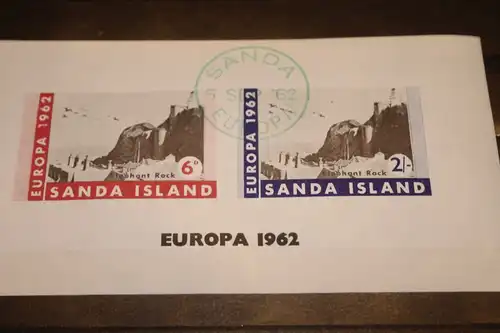 SANDA
5 SEP '62
EUROPA
EUROPA 1962
6D
Elephant Rock
SANDA ISLAND
EUROPA 1962
2/-
Elephant Rock
SANDA ISLAND
EUROPA 1962